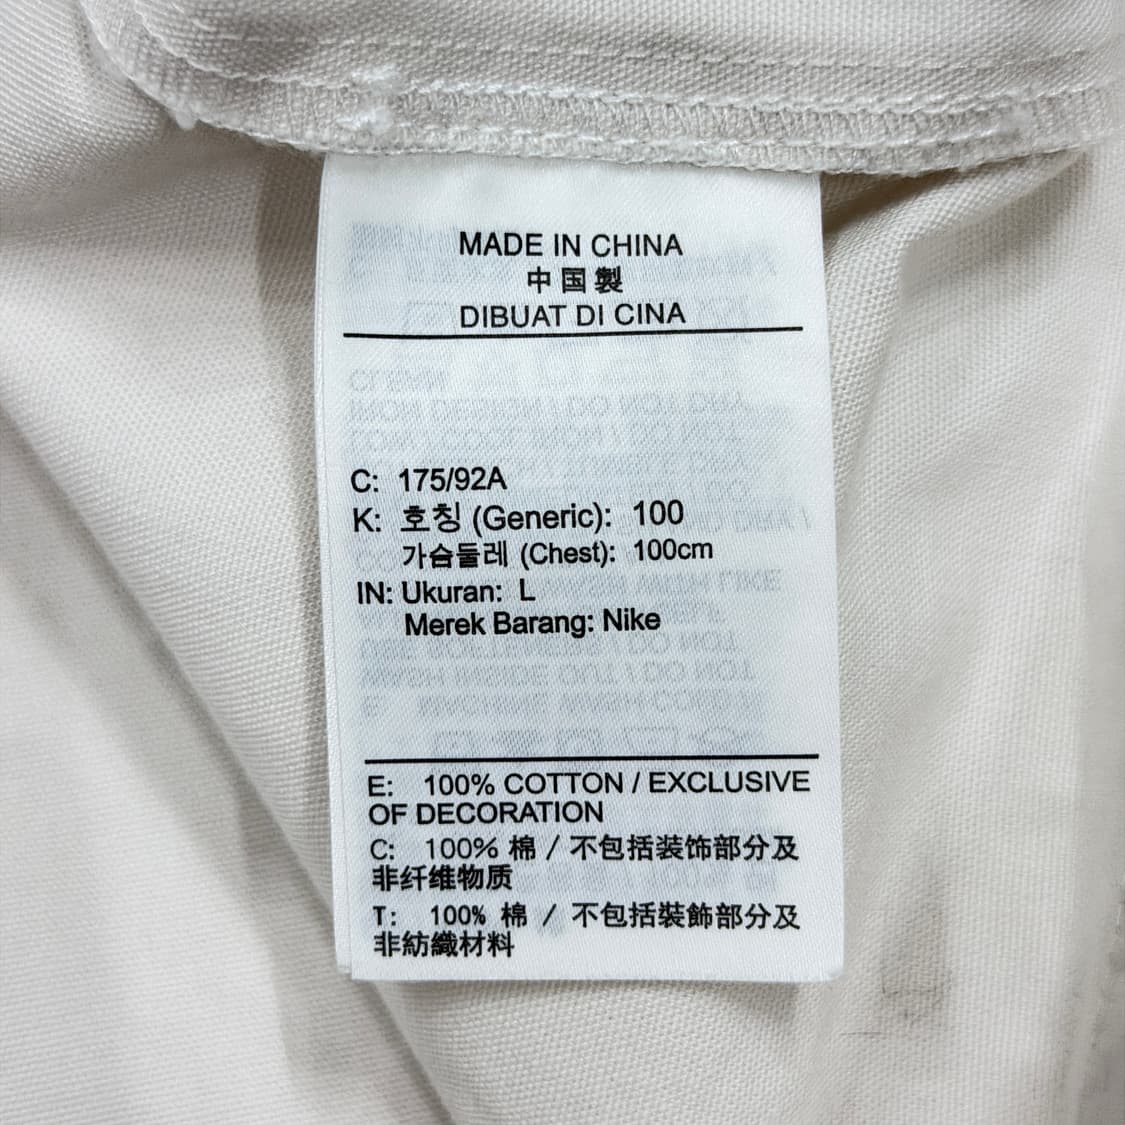 MADE IN CHINA
中国製
DIBUAT DI CINA
C: 175/92A
K: 호칭 (Generic): 100
가슴둘레 (Chest): 100cm
IN: Ukuran: L
Merek Barang: Nike
E: 100% COTTON / EXCLUSIVE
OF DECORATION
C: 100% 棉 / 不包括装饰部分及
非纤维物质
T: 100% 棉 / 不包括裝飾部分及
非紡織材料